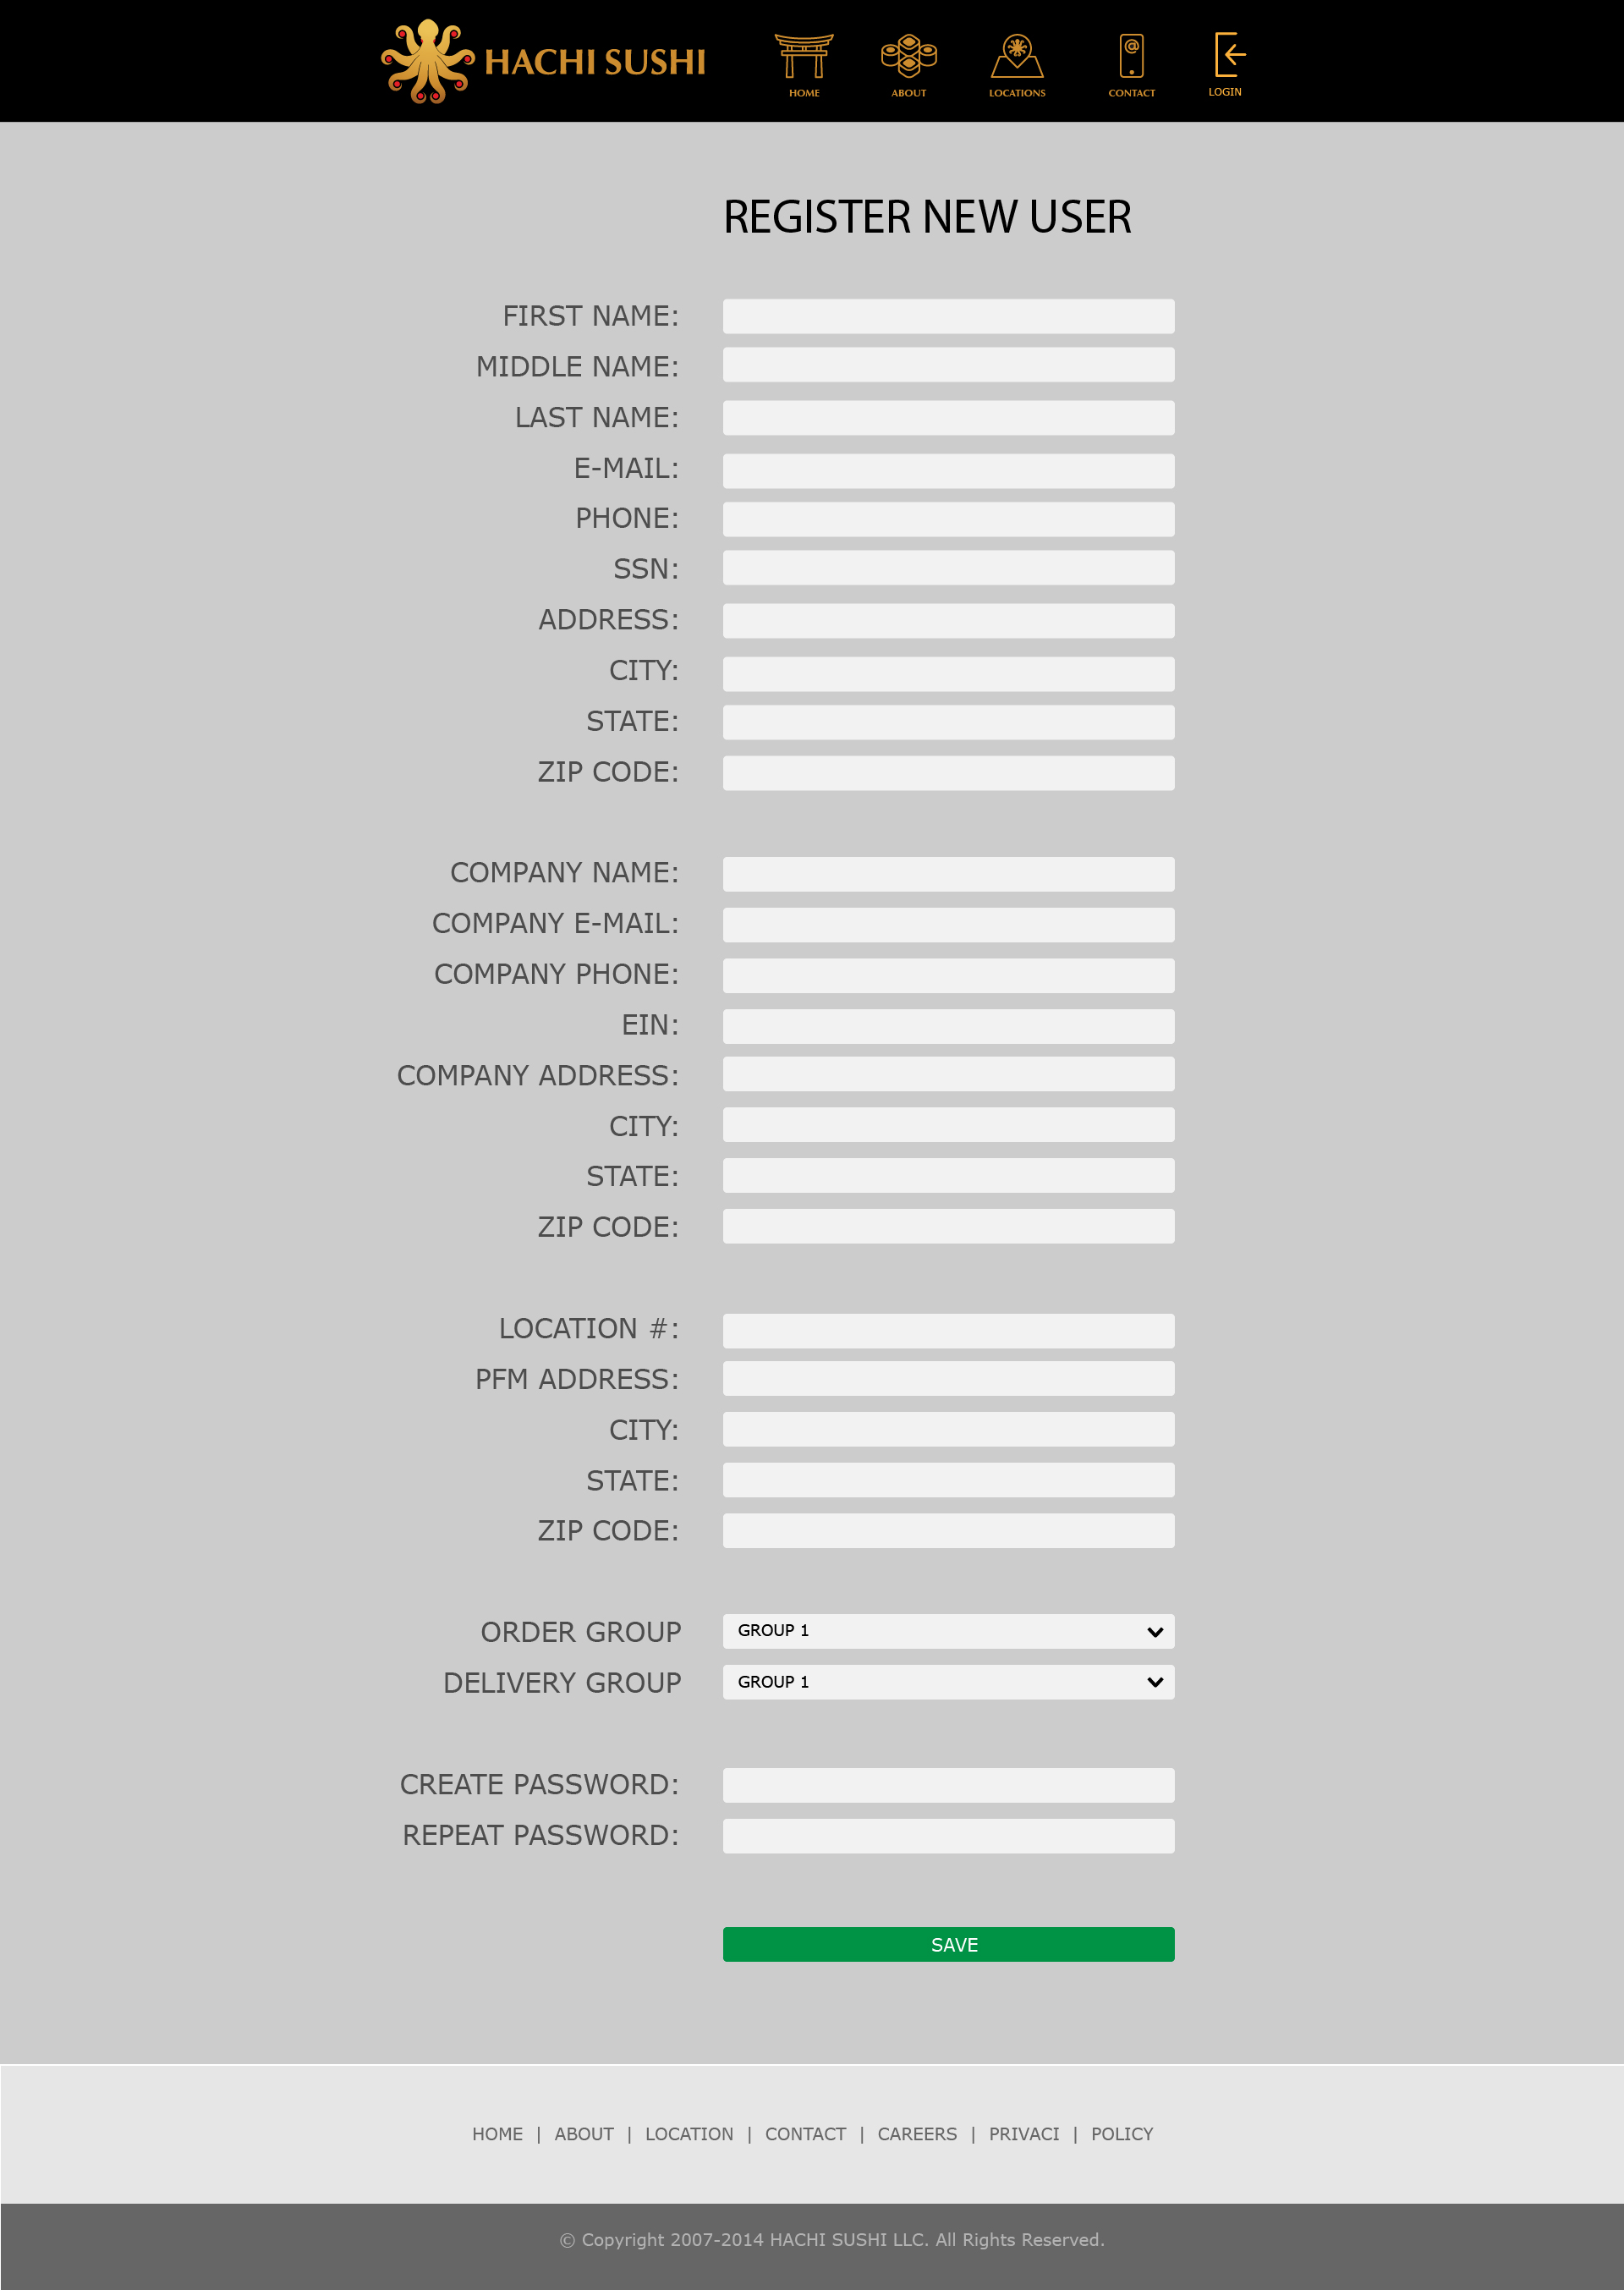 HACHI SUSHI
HOME ABOUT LOCATIONS CONTACT LOGIN
REGISTER NEW USER
FIRST NAME:
MIDDLE NAME:
LAST NAME:
E-MAIL:
PHONE:
SSN:
ADDRESS:
CITY:
STATE:
ZIP CODE:
COMPANY NAME:
COMPANY E-MAIL:
COMPANY PHONE:
EIN:
COMPANY ADDRESS:
CITY:
STATE:
ZIP CODE:
LOCATION #:
PFM ADDRESS:
CITY:
STATE:
ZIP CODE:
ORDER GROUP GROUP 1
DELIVERY GROUP GROUP 1
CREATE PASSWORD:
REPEAT PASSWORD:
SAVE
HOME | ABOUT | LOCATION | CONTACT | CAREERS | PRIVACI | POLICY
© Copyright 2007-2014 HACHI SUSHI LLC. All Rights Reserved.